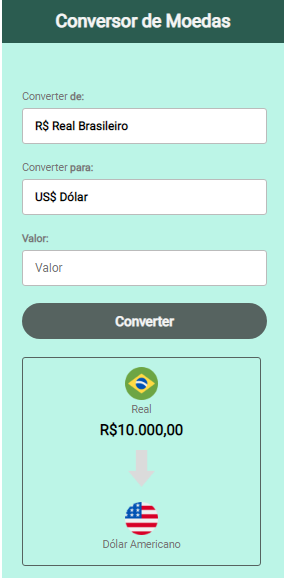 Conversor de Moedas
Converter de:
R$ Real Brasileiro
Converter para:
US$ Dólar
Valor:
Valor
Converter
Real
R$10.000,00
Dólar Americano